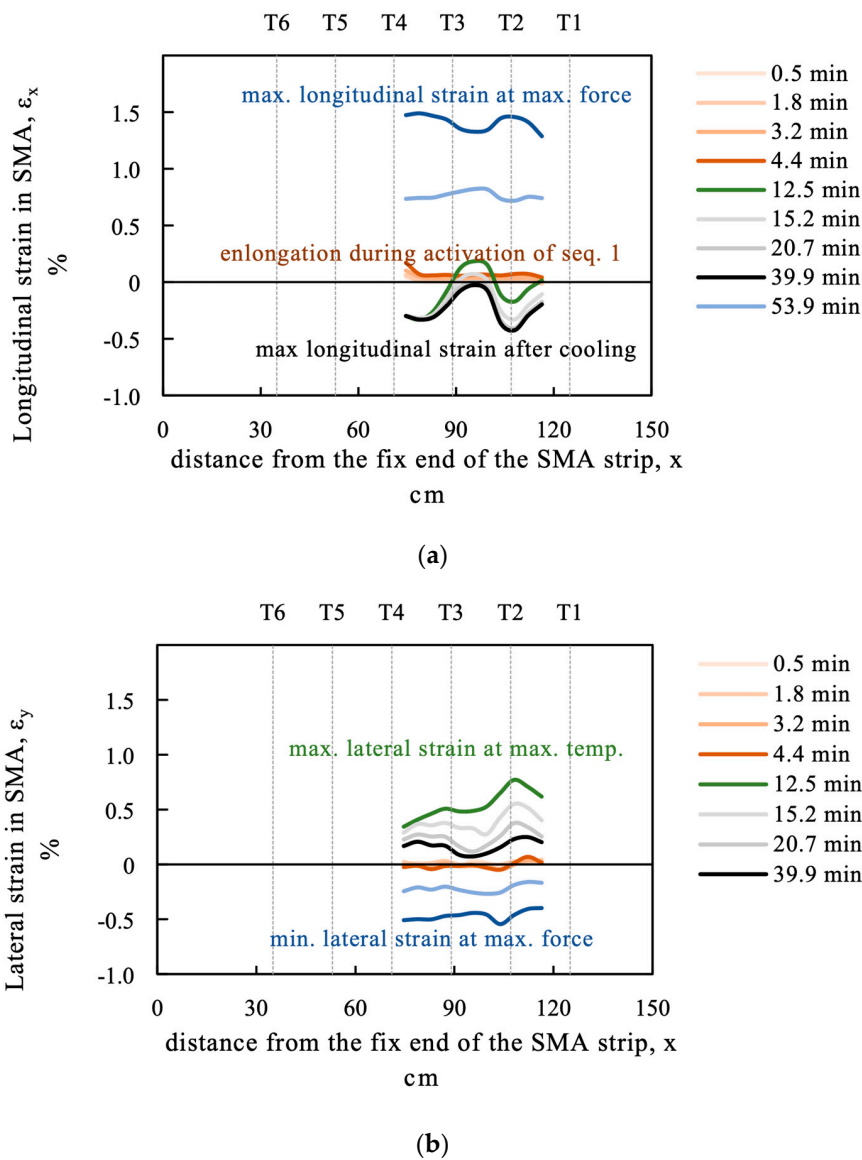 T6 T5 T4 T3 T2 T1
Longitudinal strain in SMA, εx
%
1.5
1.0
0.5
0
-0.5
-1.0
max. longitudinal strain at max. force
enlongation during activation of seq. 1
max longitudinal strain after cooling
0 30 60 90 120 150
distance from the fix end of the SMA strip, x
cm
0.5 min
1.8 min
3.2 min
4.4 min
12.5 min
15.2 min
20.7 min
39.9 min
53.9 min
(a)
T6 T5 T4 T3 T2 T1
Lateral strain in SMA, εy
%
1.5
1.0
0.5
0
-0.5
-1.0
max. lateral strain at max. temp.
min. lateral strain at max. force
0 30 60 90 120 150
distance from the fix end of the SMA strip, x
cm
0.5 min
1.8 min
3.2 min
4.4 min
12.5 min
15.2 min
20.7 min
39.9 min
(b)